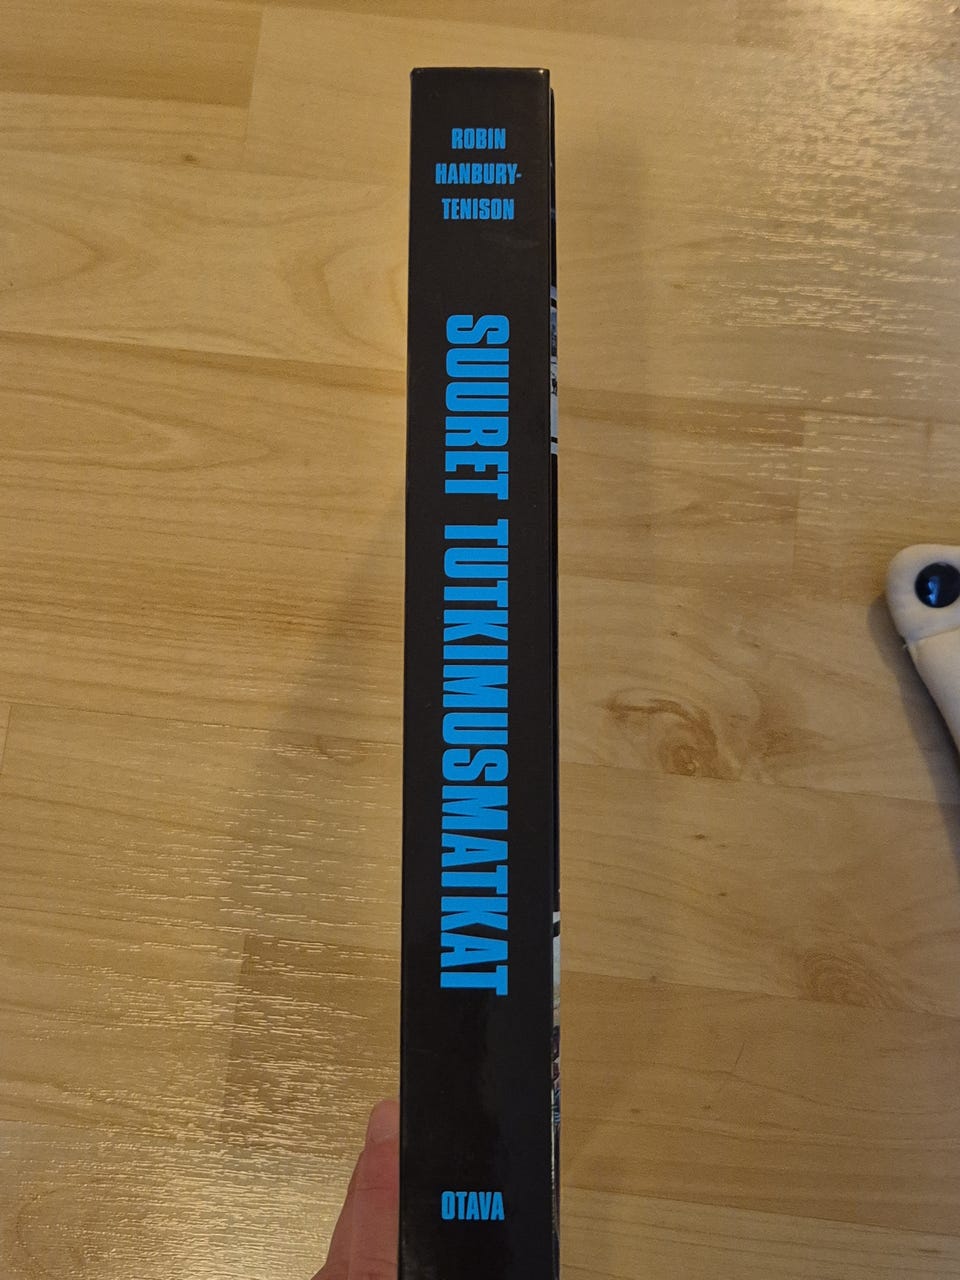 ROBIN
HANBURY-
TENISON
SUURET TUTKIMUSMATKAT
OTAVA